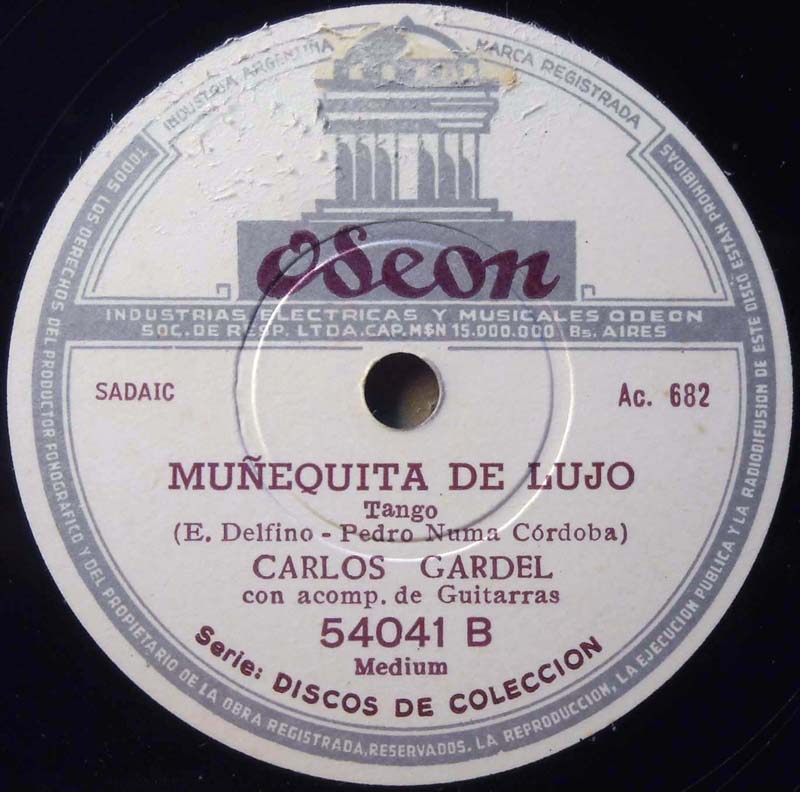 INDUSTRIA ARGENTINA
MARCA REGISTRADA
Odeon
INDUSTRIAS ELECTRICAS Y MUSICALES ODEON
SOC. DE RESP. LTDA. CAP. M$N 15.000.000 Bs. AIRES
SADAIC
Ac. 682
MUÑEQUITA DE LUJO
Tango
(E. Delfino - Pedro Numa Córdoba)
CARLOS GARDEL
con acomp. de Guitarras
54041 B
Medium
Serie: DISCOS DE COLECCION
TODOS LOS DERECHOS DEL PRODUCTOR FONOGRAFICO Y DEL PROPIETARIO DE LA OBRA REGISTRADA, RESERVADOS. LA REPRODUCCION, LA EJECUCION PUBLICA Y LA RADIODIFUSION DE ESTE DISCO ESTAN PROHIBIDAS